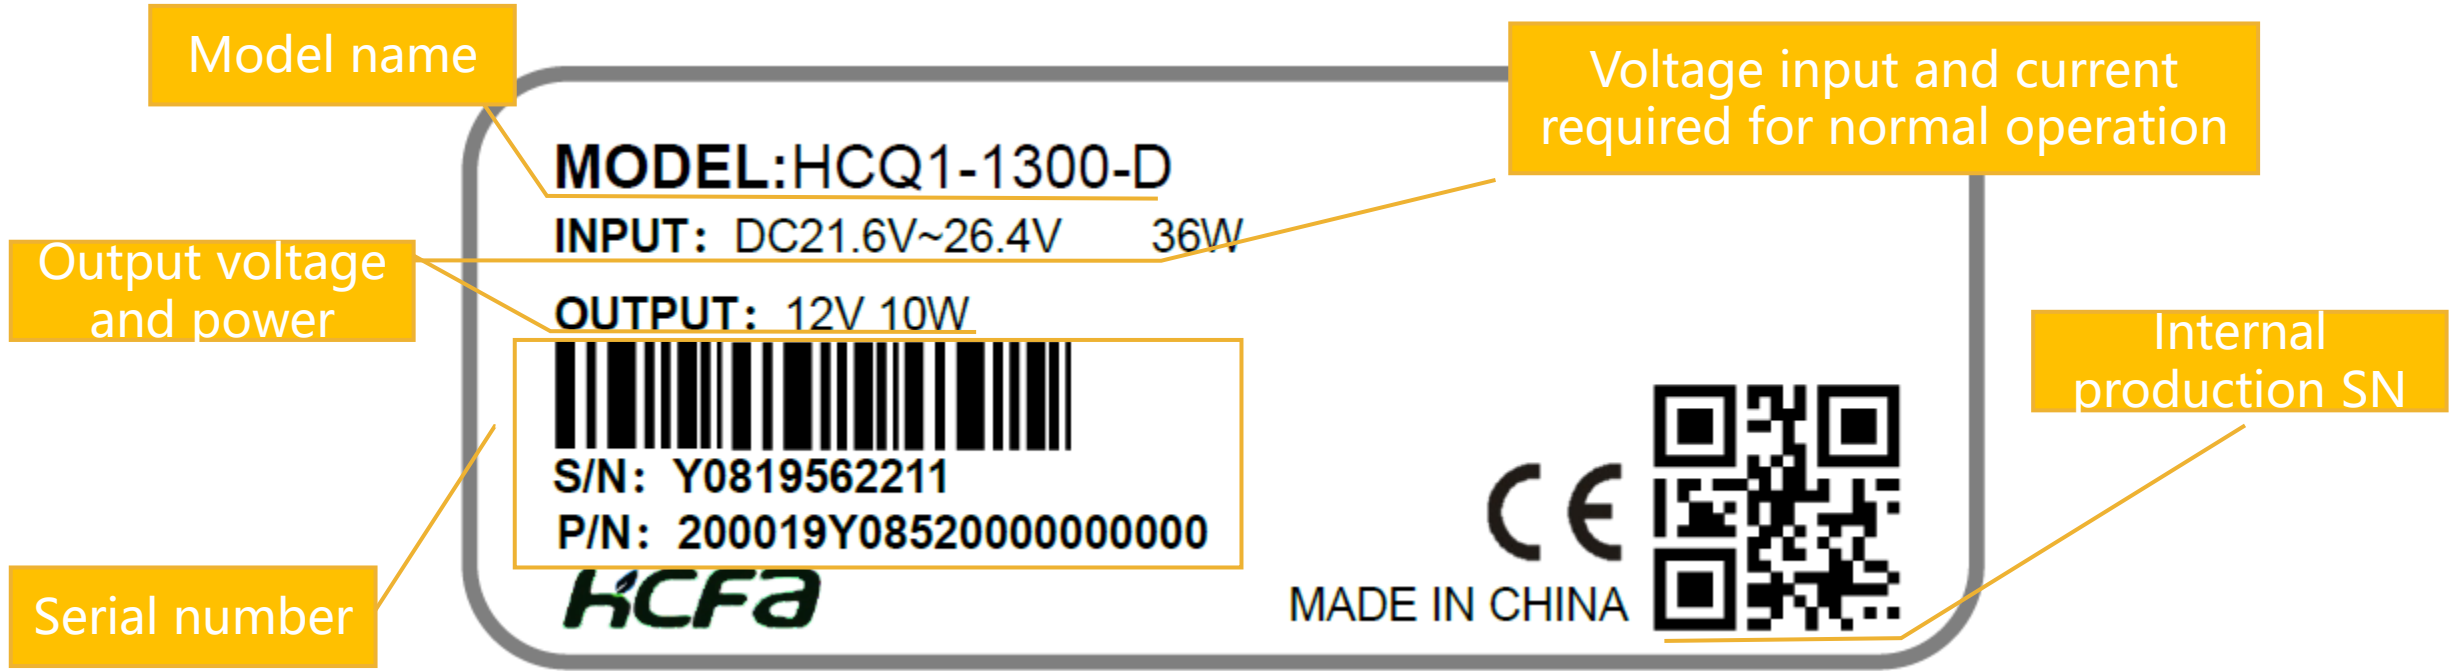 Model name
Voltage input and current
required for normal operation
MODEL:HCQ1-1300-D
INPUT: DC21.6V~26.4V 36W
Output voltage
and power
OUTPUT: 12V 10W
Internal
production SN
S/N: Y0819562211
P/N: 200019Y08520000000000
CE
Serial number
HCFA
MADE IN CHINA